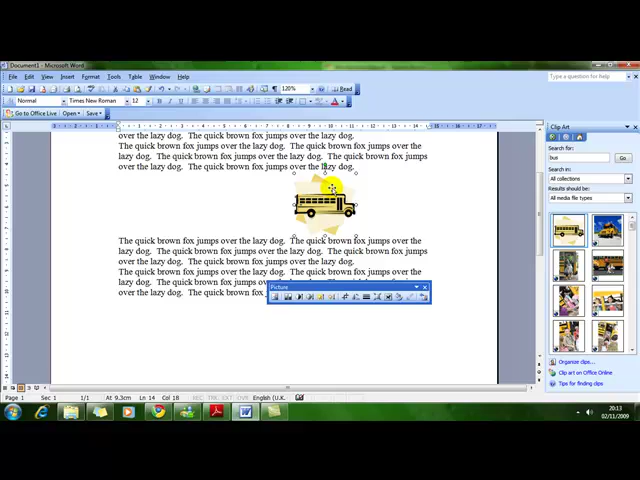 Document1 - Microsoft Word
File Edit View Insert Format Tools Table Window Help
Type a question for help
120% Read
Normal Times New Roman 12
Go to Office Live Open Save
Clip Art
Search for:
bus
Go
Search in:
All collections
Results should be:
All media file types
over the lazy dog. The quick brown fox jumps over the lazy dog.
The quick brown fox jumps over the lazy dog. The quick brown fox jumps over the
lazy dog. The quick brown fox jumps over the lazy dog. The quick brown fox jumps
over the lazy dog. The quick brown fox jumps over the lazy dog.
The quick brown fox jumps over the lazy dog. The quick brown fox jumps over the
lazy dog. The quick brown fox jumps over the lazy dog. The quick brown fox jumps
over the lazy dog. The quick brown fox jumps over the lazy dog.
The quick brown fox jumps over the lazy dog. The quick brown fox jumps over the
lazy dog. The quick brown fox jumps ov
over the lazy dog. The quick brown fox
Picture
Organize clips...
Clip art on Office Online
Tips for finding clips
Page 1 Sec 1 1/1 At 9.3cm Ln 14 Col 18 REC TRK EXT OVR English (U.K.
20:13
02/11/2009